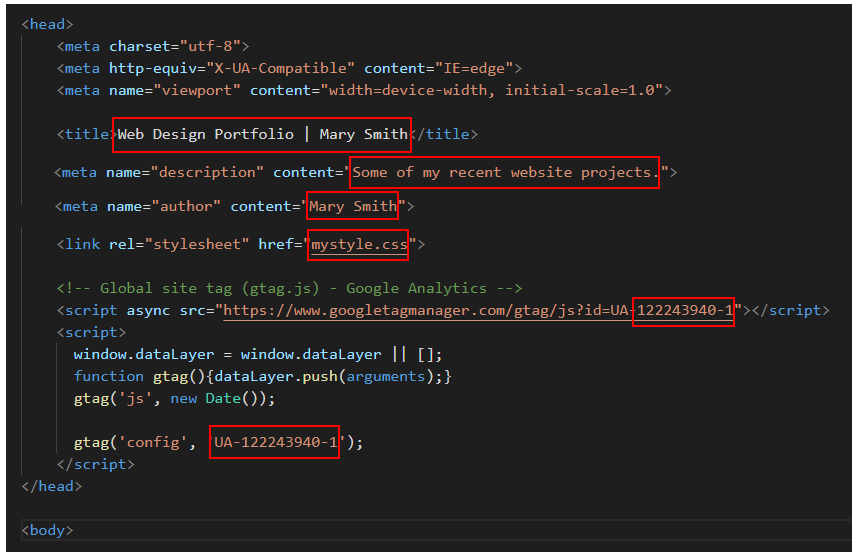 <head>
<meta charset="utf-8">
<meta http-equiv="X-UA-Compatible" content="IE=edge">
<meta name="viewport" content="width=device-width, initial-scale=1.0">
<title>Web Design Portfolio | Mary Smith</title>
<meta name="description" content="Some of my recent website projects.">
<meta name="author" content="Mary Smith">
<link rel="stylesheet" href="mystyle.css">
<!-- Global site tag (gtag.js) - Google Analytics -->
<script async src="https://www.googletagmanager.com/gtag/js?id=UA-122243940-1"></script>
<script>
window.dataLayer = window.dataLayer || [];
function gtag(){dataLayer.push(arguments);}
gtag('js', new Date());
gtag('config', 'UA-122243940-1');
</script>
</head>
<body>